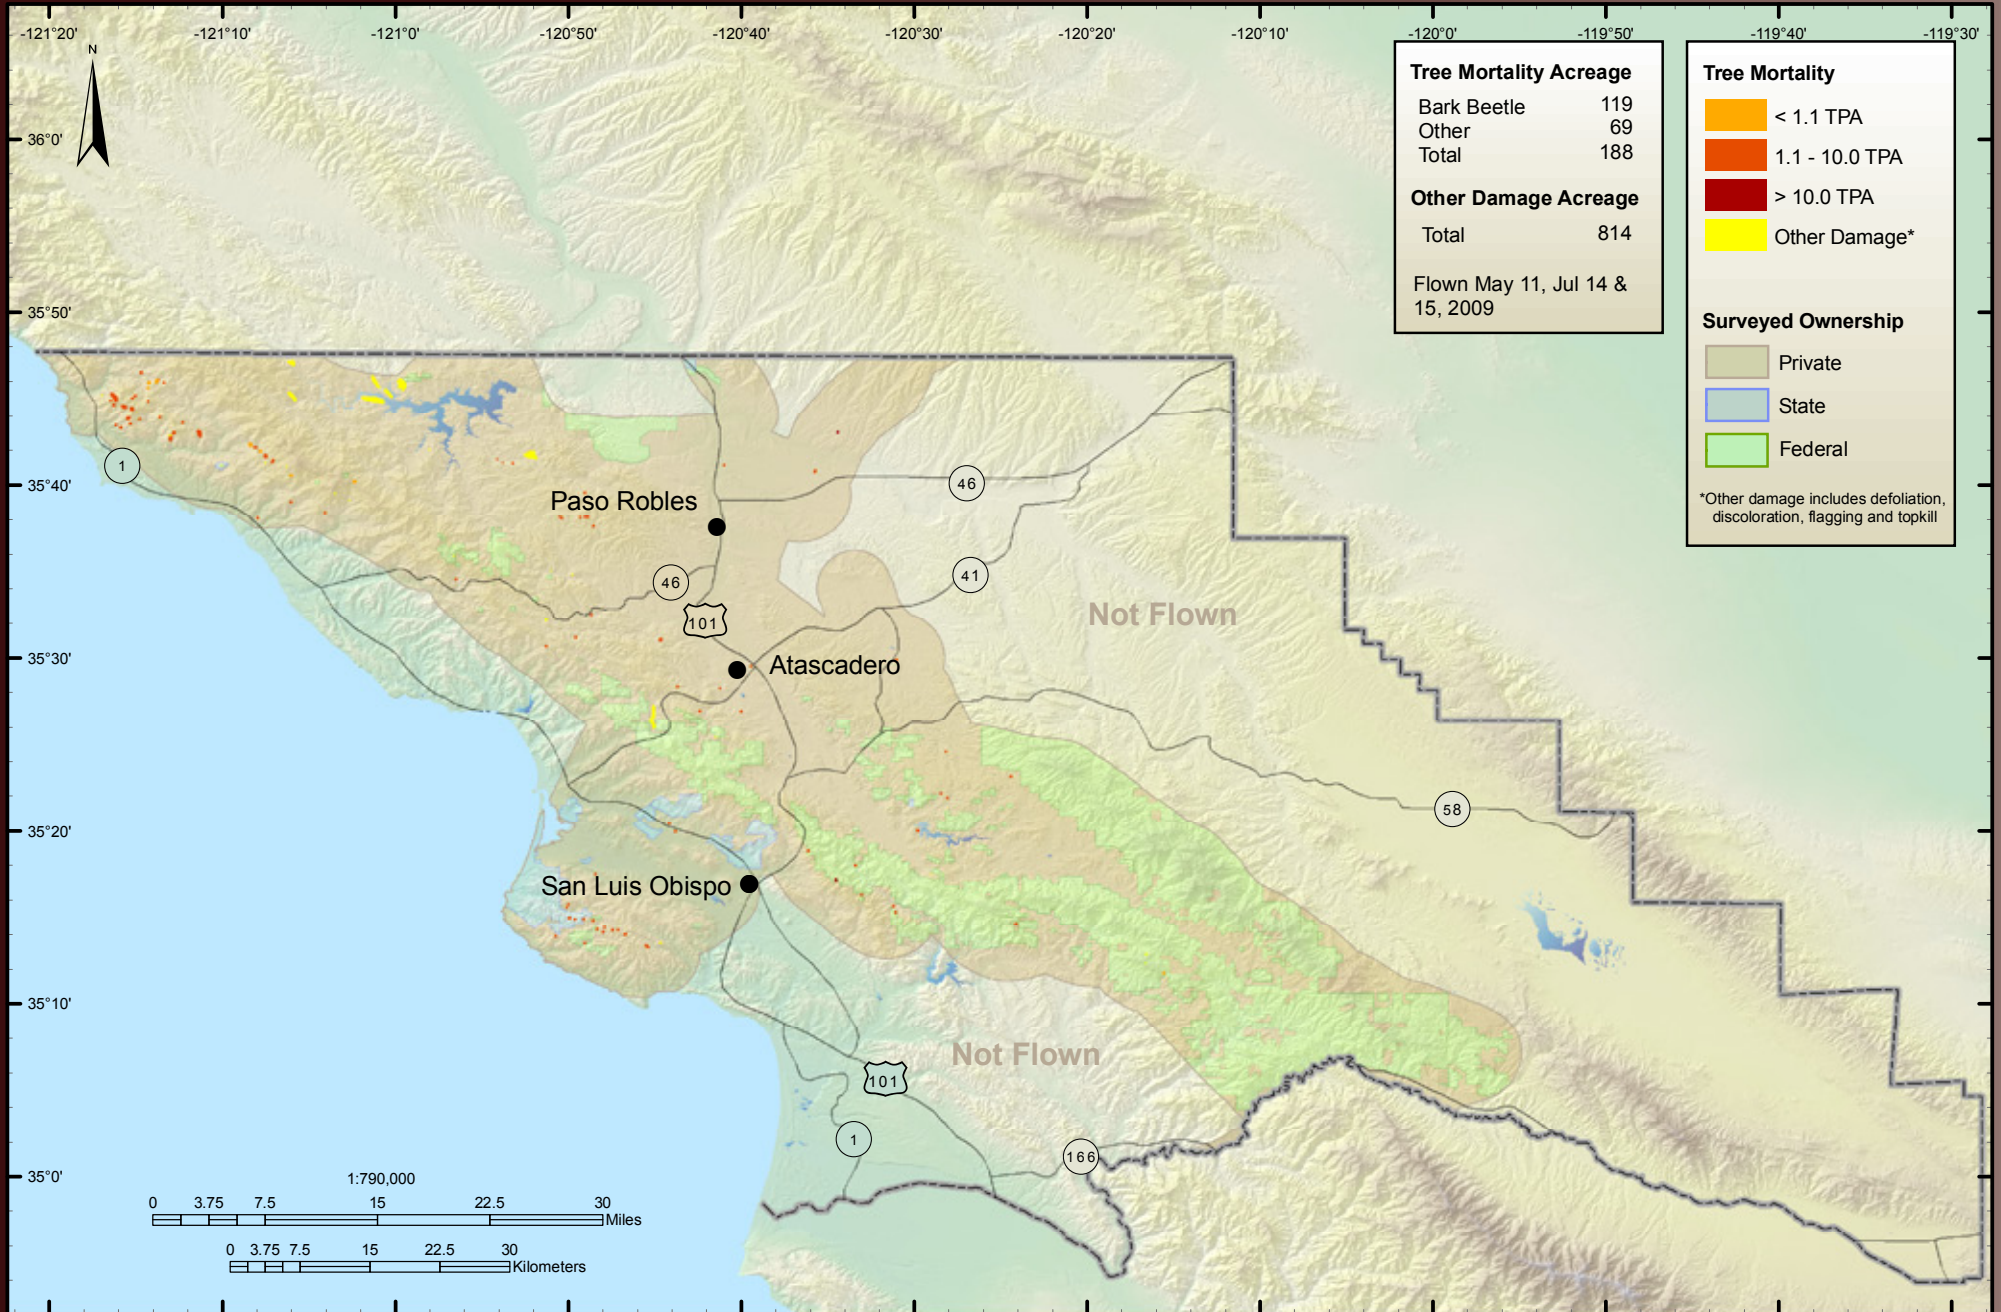 -121°20'
-121°10'
-121°0'
-120°50'
-120°40'
-120°30'
-120°20'
-120°10'
-120°0'
-119°50'
-119°40'
-119°30'
N
36°0'
35°50'
35°40'
35°30'
35°20'
35°10'
35°0'
Tree Mortality Acreage
Bark Beetle 119
Other 69
Total 188
Other Damage Acreage
Total 814
Flown May 11, Jul 14 &
15, 2009
Tree Mortality
< 1.1 TPA
1.1 - 10.0 TPA
> 10.0 TPA
Other Damage*
Surveyed Ownership
Private
State
Federal
*Other damage includes defoliation,
discoloration, flagging and topkill
1
46
Paso Robles
46
41
101
Not Flown
Atascadero
58
San Luis Obispo
Not Flown
101
1
166
1:790,000
0 3.75 7.5 15 22.5 30
Miles
0 3.75 7.5 15 22.5 30
Kilometers